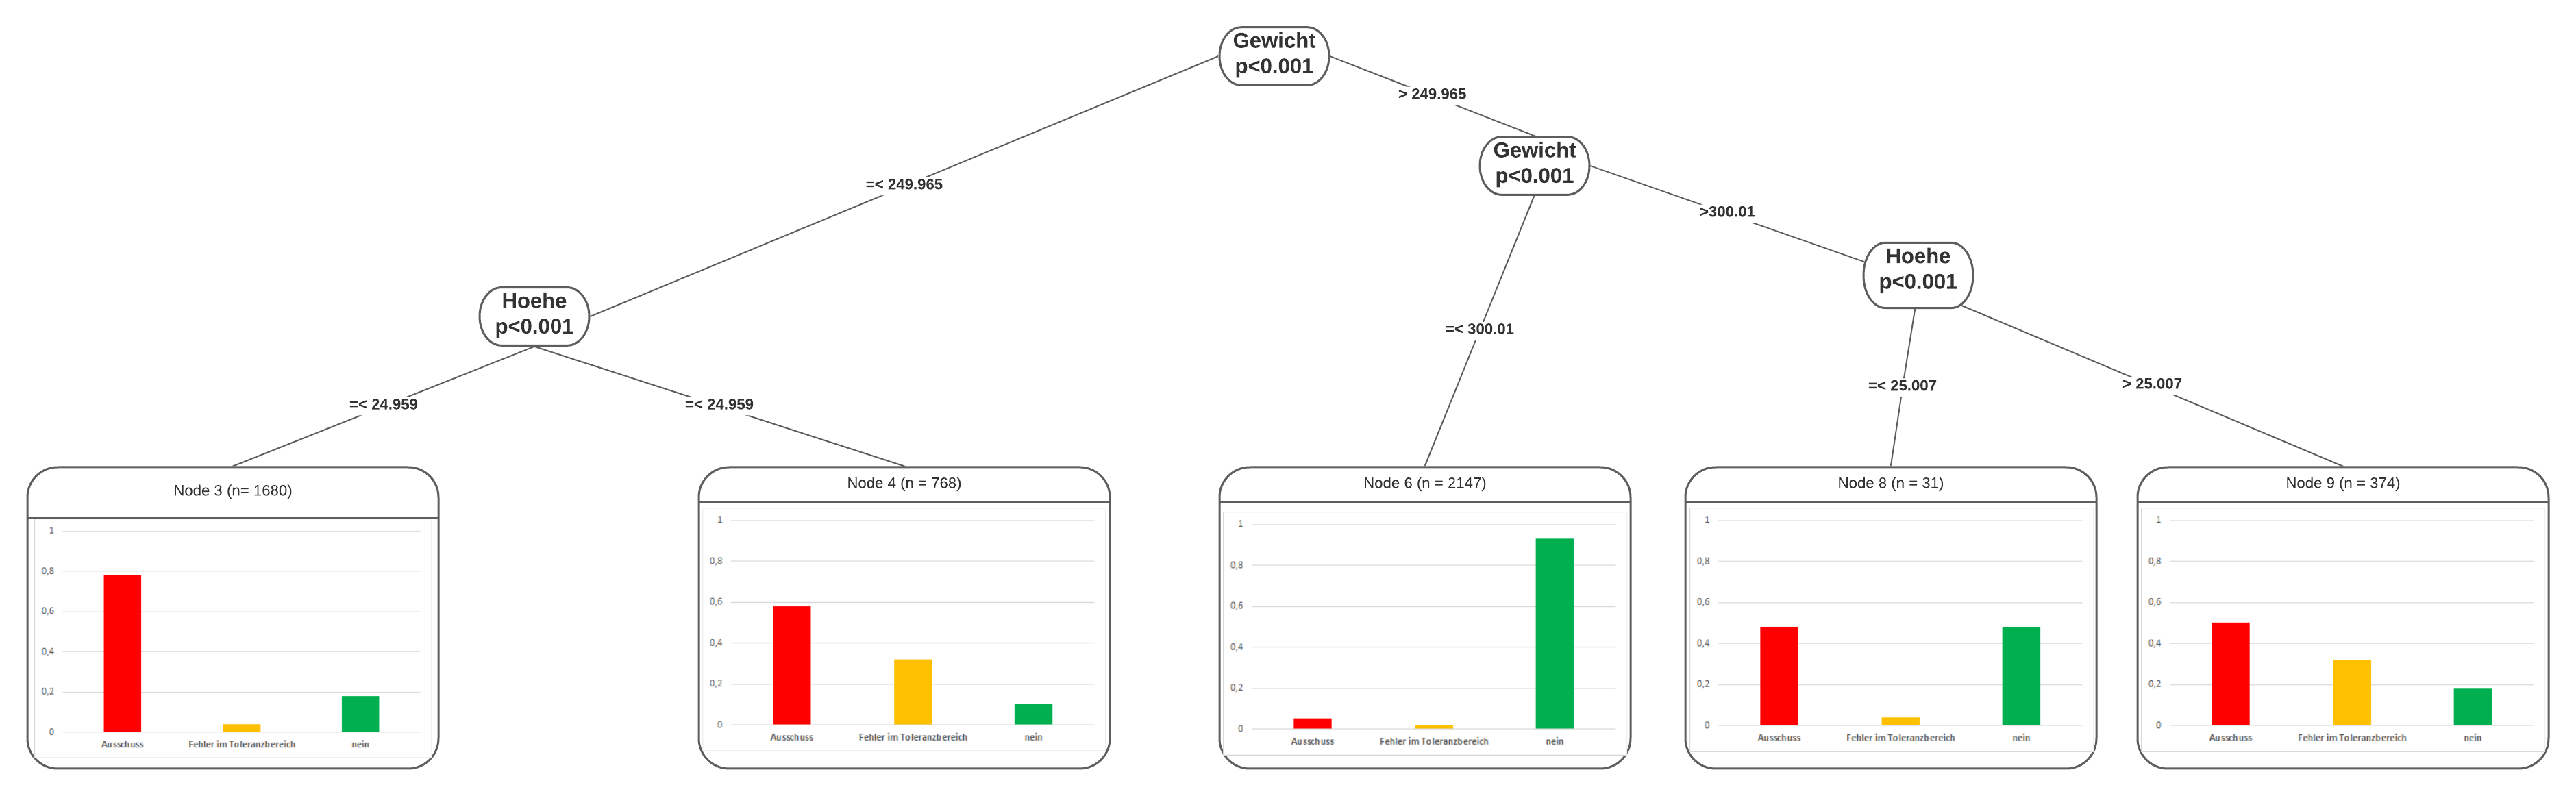 Gewicht
p<0.001
> 249.965
Gewicht
p<0.001
=< 249.965
>300.01
Hoehe
p<0.001
Hoehe
p<0.001
=< 300.01
=< 25.007
> 25.007
=< 24.959
=< 24.959
Node 3 (n= 1680)
1
0,8
0,6
0,4
0,2
0
Ausschuss Fehler im Toleranzbereich nein
Node 4 (n = 768)
1
0,8
0,6
0,4
0,2
0
Ausschuss Fehler im Toleranzbereich nein
Node 6 (n = 2147)
1
0,8
0,6
0,4
0,2
0
Ausschuss Fehler im Toleranzbereich nein
Node 8 (n = 31)
1
0,8
0,6
0,4
0,2
0
Ausschuss Fehler im Toleranzbereich nein
Node 9 (n = 374)
1
0,8
0,6
0,4
0,2
0
Ausschuss Fehler im Toleranzbereich nein